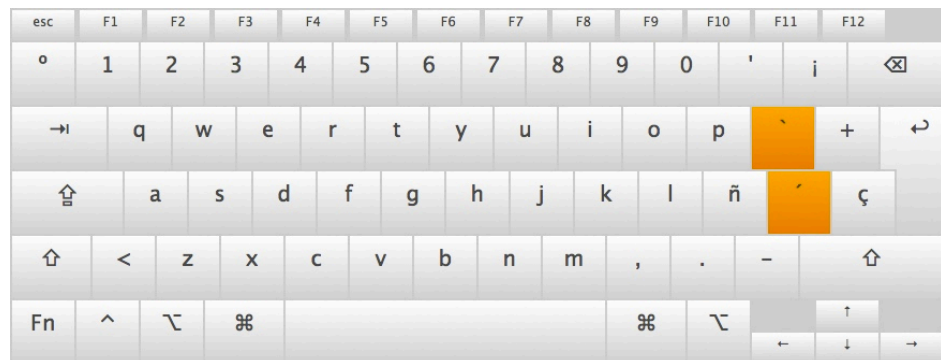 esc F1 F2 F3 F4 F5 F6 F7 F8 F9 F10 F11 F12
º 1 2 3 4 5 6 7 8 9 0 ' ¡ ⌫
⇥ q w e r t y u i o p ` + ↩
⇪ a s d f g h j k l ñ ´ ç
⇧ < z x c v b n m , . – ⇧
Fn ^ ⌥ ⌘ ⌘ ⌥ ↑
← ↓ →